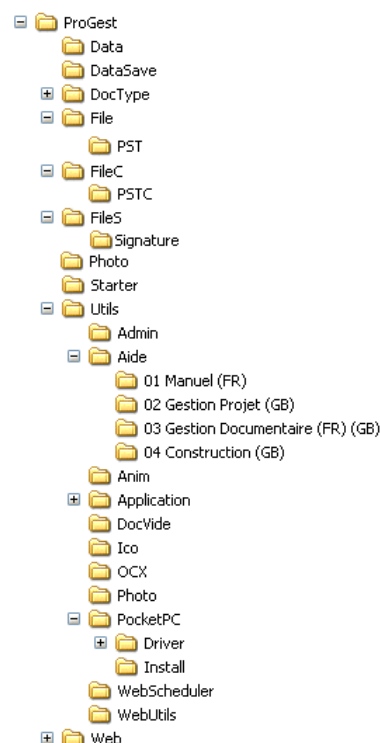 ProGest
Data
DataSave
DocType
File
PST
FileC
PSTC
FileS
Signature
Photo
Starter
Utils
Admin
Aide
01 Manuel (FR)
02 Gestion Projet (GB)
03 Gestion Documentaire (FR) (GB)
04 Construction (GB)
Anim
Application
DocVide
Ico
OCX
Photo
PocketPC
Driver
Install
WebScheduler
WebUtils
Web